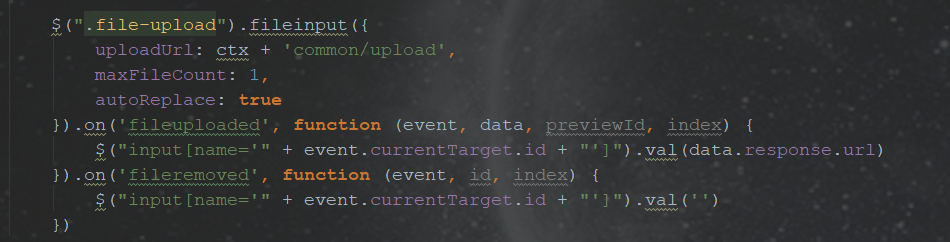 $(".file-upload").fileinput({
    uploadUrl: ctx + 'common/upload',
    maxFileCount: 1,
    autoReplace: true
}).on('fileuploaded', function (event, data, previewId, index) {
    $("input[name='" + event.currentTarget.id + "']").val(data.response.url)
}).on('fileremoved', function (event, id, index) {
    $("input[name='" + event.currentTarget.id + "']").val('')
})